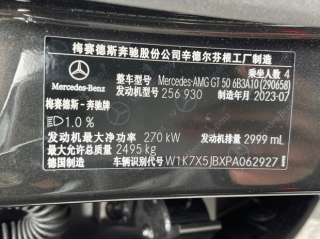 梅赛德斯奔驰股份公司辛德尔芬根工厂制造
Mercedes-Benz
整车型号 Mercedes-AMG GT 50 6B3A10 (290658)
乘坐人数 4
梅赛德斯-奔驰牌
发动机型号 256 930
制造年月 2023-07
1.0 %
发动机最大净功率 270 kW
发动机排量 2999 mL
最大允许总质量 2495 kg
德国制造
车辆识别代号 W1K7X5JBXPA062927